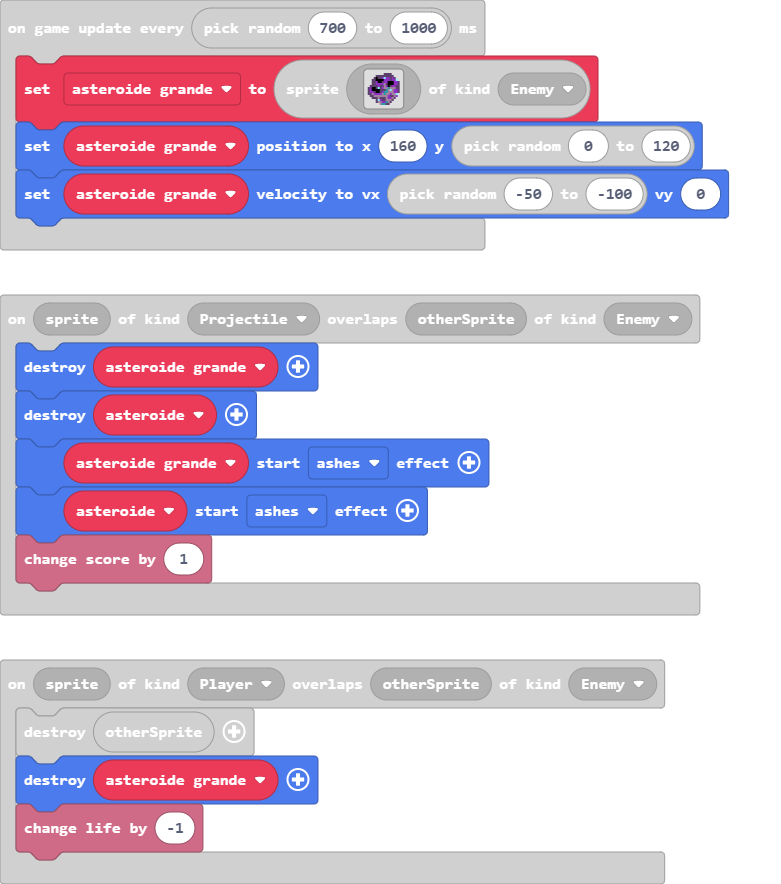 on game update every pick random 700 to 1000 ms
set asteroide grande to sprite of kind Enemy
set asteroide grande position to x 160 y pick random 0 to 120
set asteroide grande velocity to vx pick random -50 to -100 vy 0
on sprite of kind Projectile overlaps otherSprite of kind Enemy
destroy asteroide grande
destroy asteroide
asteroide grande start ashes effect
asteroide start ashes effect
change score by 1
on sprite of kind Player overlaps otherSprite of kind Enemy
destroy otherSprite
destroy asteroide grande
change life by -1